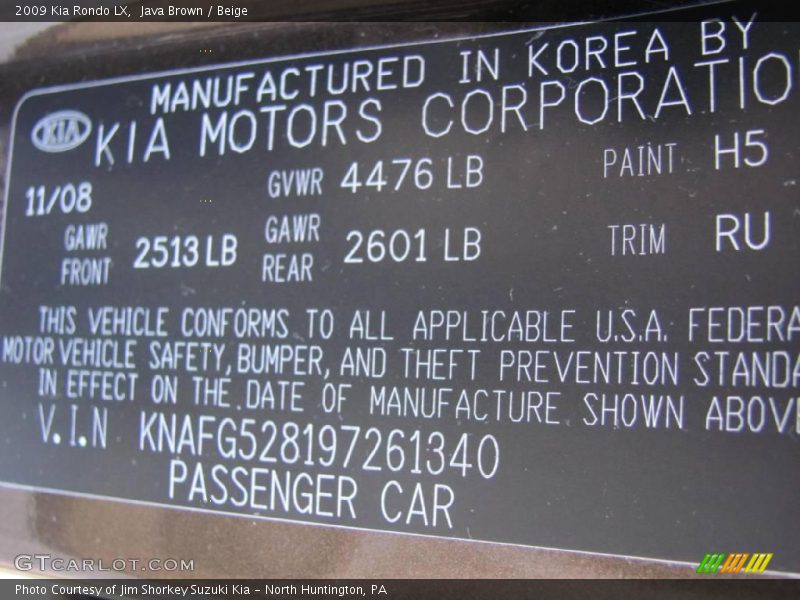 2009 Kia Rondo LX, Java Brown / Beige
MANUFACTURED IN KOREA BY
KIA KIA MOTORS CORPORATIO
11/08 GVWR 4476 LB PAINT H5
GAWR FRONT 2513 LB GAWR REAR 2601 LB TRIM RU
THIS VEHICLE CONFORMS TO ALL APPLICABLE U.S.A. FEDERA
MOTOR VEHICLE SAFETY, BUMPER, AND THEFT PREVENTION STANDA
IN EFFECT ON THE DATE OF MANUFACTURE SHOWN ABOVE
V.I.N KNAFG528197261340
PASSENGER CAR
GTCARLOT.COM
Photo Courtesy of Jim Shorkey Suzuki Kia - North Huntington, PA